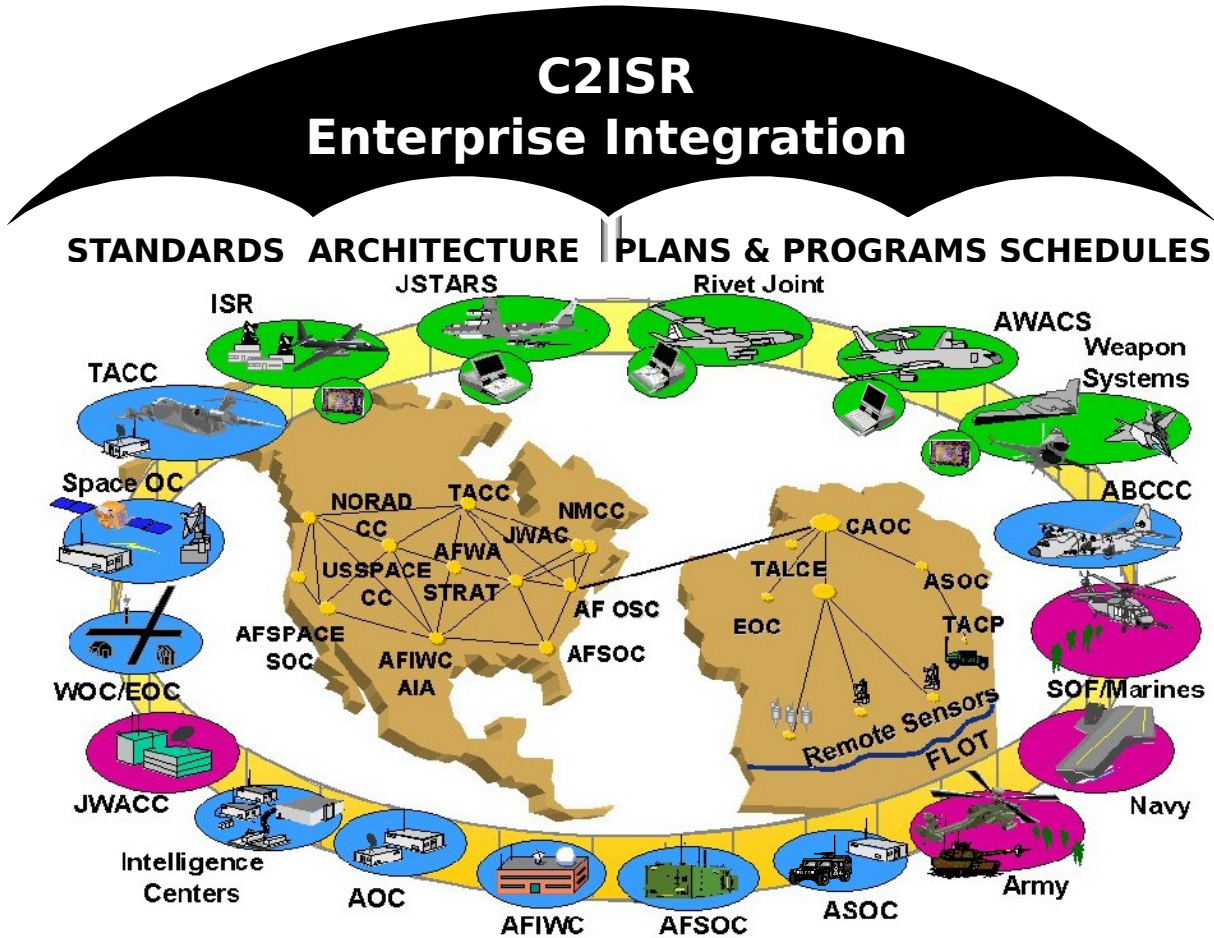 C2ISR
Enterprise Integration
STANDARDS ARCHITECTURE PLANS & PROGRAMS SCHEDULES
JSTARS
Rivet Joint
ISR
AWACS
Weapon
Systems
TACC
Space OC
ABCCC
NORAD
CC
TACC
NMCC
JWAC
CAOC
AFWA
USSPACE
CC
STRAT
TALCE
ASOC
AF OSC
EOC
TACP
AFSPACE
SOC
AFIWC
AIA
AFSOC
WOC/EOC
SOF/Marines
Remote Sensors
FLOT
JWACC
Navy
Intelligence
Centers
AOC
AFIWC
AFSOC
ASOC
Army